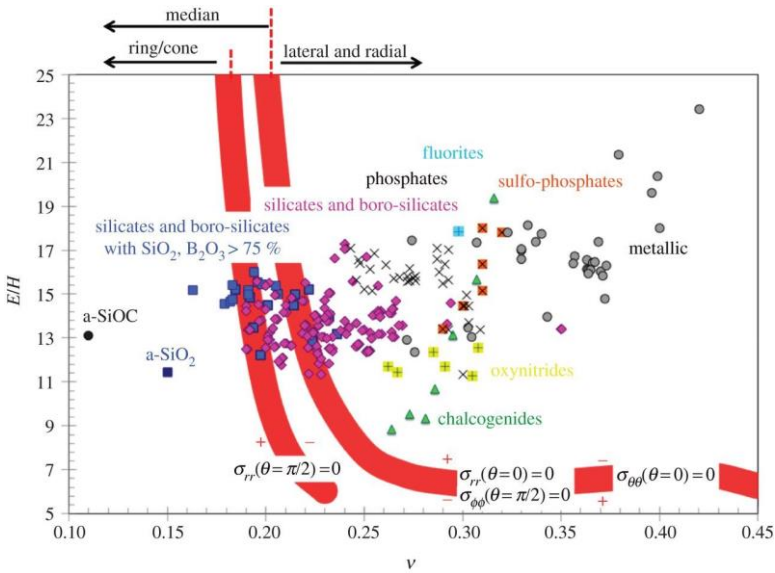 median
ring/cone
lateral and radial
25
23
21
19
17
15
13
11
9
7
5
E/H
fluorites
phosphates
sulfo-phosphates
silicates and boro-silicates
silicates and boro-silicates
with SiO₂, B₂O₃ > 75 %
metallic
a-SiOC
a-SiO₂
oxynitrides
chalcogenides
+ −
σrr(θ=π/2)=0
+
σrr(θ=0)=0
σϕϕ(θ=π/2)=0
−
−
σθθ(θ=0)=0
+
0.10 0.15 0.20 0.25 0.30 0.35 0.40 0.45
ν